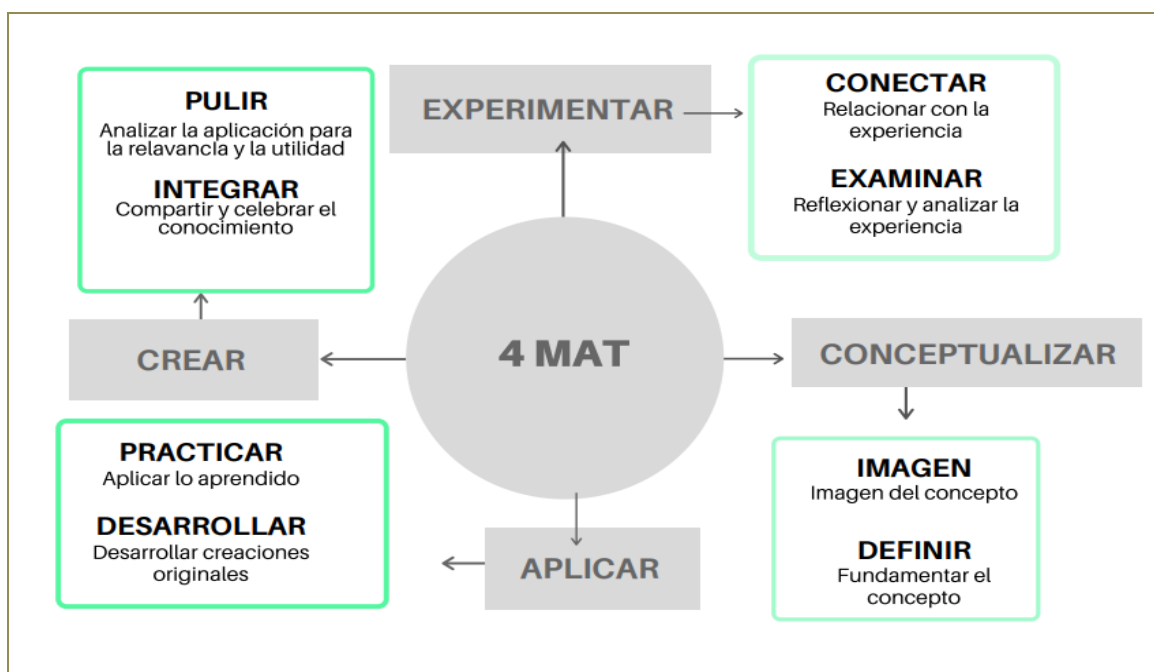 PULIR
Analizar la aplicación para
la relavancia y la utilidad
INTEGRAR
Compartir y celebrar el
conocimiento
EXPERIMENTAR
CONECTAR
Relacionar con la
experiencia
EXAMINAR
Reflexionar y analizar la
experiencia
CREAR
4 MAT
CONCEPTUALIZAR
PRACTICAR
Aplicar lo aprendido
DESARROLLAR
Desarrollar creaciones
originales
APLICAR
IMAGEN
Imagen del concepto
DEFINIR
Fundamentar el
concepto